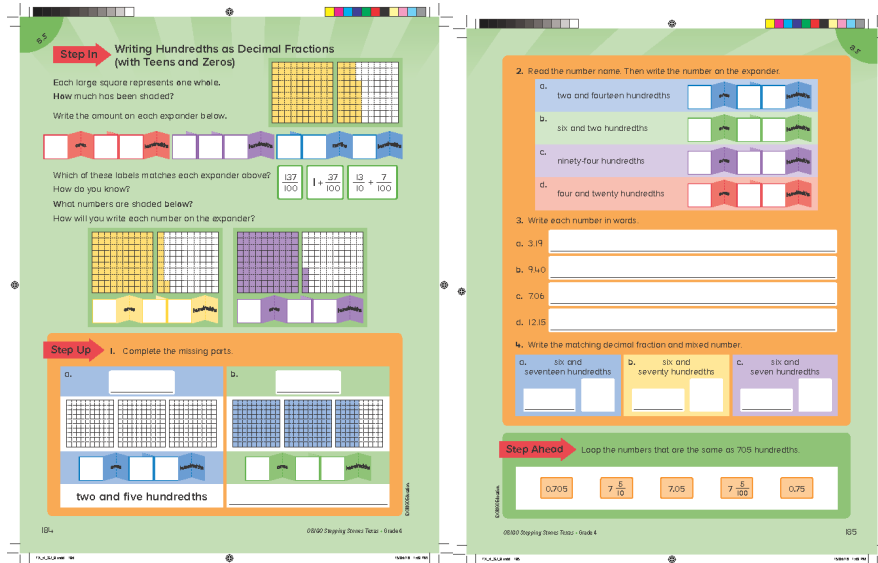 8.5
Step In
Writing Hundredths as Decimal Fractions
(with Teens and Zeros)
Each large square represents one whole.
How much has been shaded?
Write the amount on each expander below.
ones
hundredths
hundredths
tenths
hundredths
Which of these labels matches each expander above?
How do you know?
137
100
1 + 37
100
13
10 + 7
100
What numbers are shaded below?
How will you write each number on the expander?
ones
hundredths
ones
hundredths
Step Up
1. Complete the missing parts.
a.
b.
ones
hundredths
ones
hundredths
two and five hundredths
184
ORIGO Stepping Stones Texas • Grade 4
8.5
2. Read the number name. Then write the number on the expander.
a. two and fourteen hundredths
ones
hundredths
b. six and two hundredths
ones
hundredths
c. ninety-four hundredths
ones
hundredths
d. four and twenty hundredths
ones
hundredths
3. Write each number in words.
a. 3.19
b. 9.40
c. 7.06
d. 12.15
4. Write the matching decimal fraction and mixed number.
a. six and
seventeen hundredths
b. six and
seventy hundredths
c. six and
seven hundredths
Step Ahead
Loop the numbers that are the same as 705 hundredths.
0.705
7 5
10
7.05
7 5
100
0.75
ORIGO Stepping Stones Texas • Grade 4
185